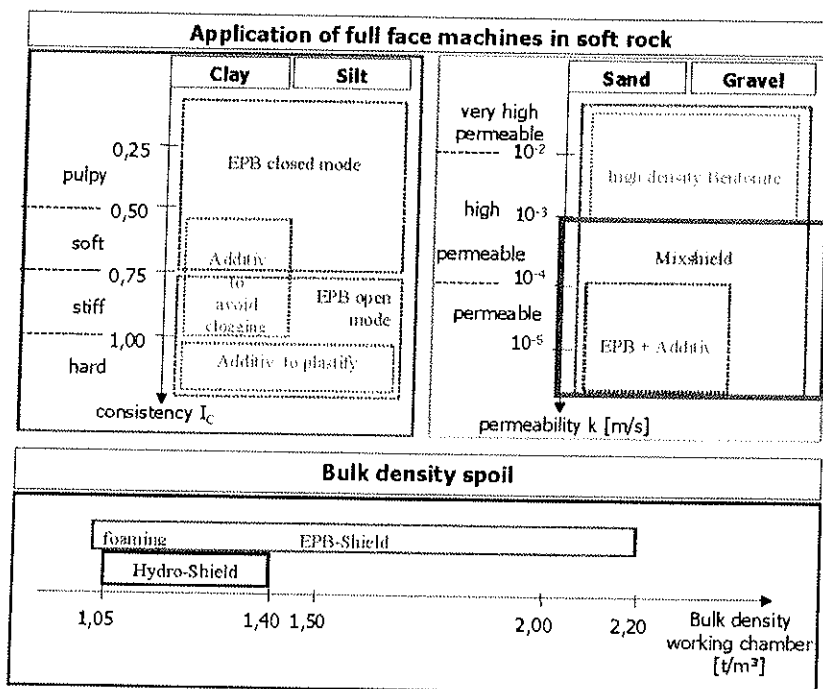 Application of full face machines in soft rock
Clay
Silt
0,25
pulpy
0,50
soft
0,75
stiff
1,00
hard
consistency I_C
EPB closed mode
Additiv
to
avoid
clogging
EPB open
mode
Additiv to plastify
Sand
Gravel
very high
permeable
10⁻²
high
10⁻³
permeable
10⁻⁴
permeable
10⁻⁵
permeability k [m/s]
high density Bentonite
Mixshield
EPB + Additiv
Bulk density spoil
foaming EPB-Shield
Hydro-Shield
1,05 1,40 1,50 2,00 2,20
Bulk density
working chamber
[t/m³]